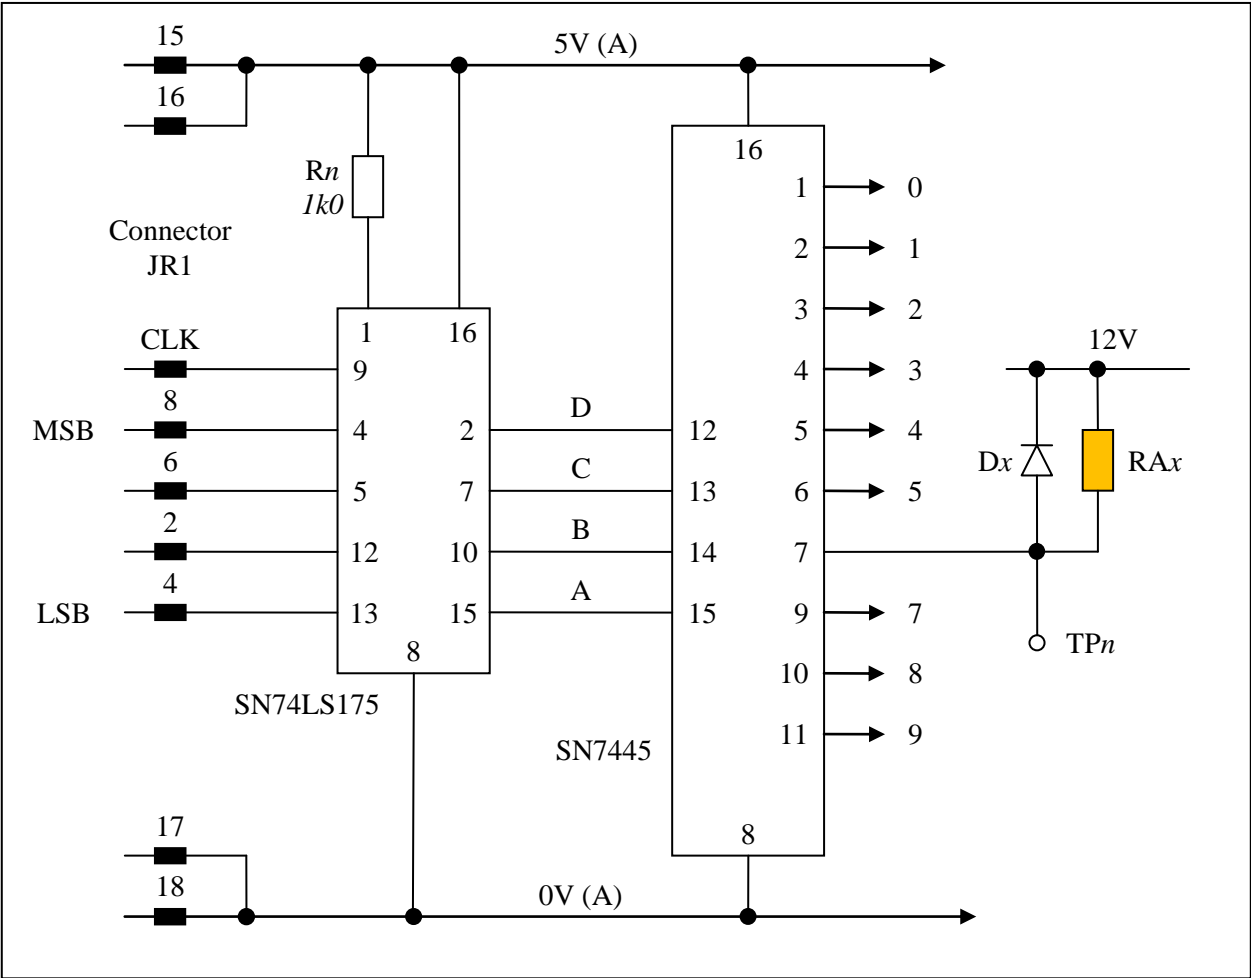 15
5V (A)
16
16
Rn
1k0
1 0
Connector
JR1
2 1
3 2
1 16
CLK
12V
9
4 3
8
D
MSB
4 2
12
5 4
6
C
Dx
RAx
5 7
13
6 5
2
B
12 10
14
7
4
A
LSB
13 15
15
9 7
8
TPn
10 8
SN74LS175
11 9
SN7445
17
8
18
0V (A)